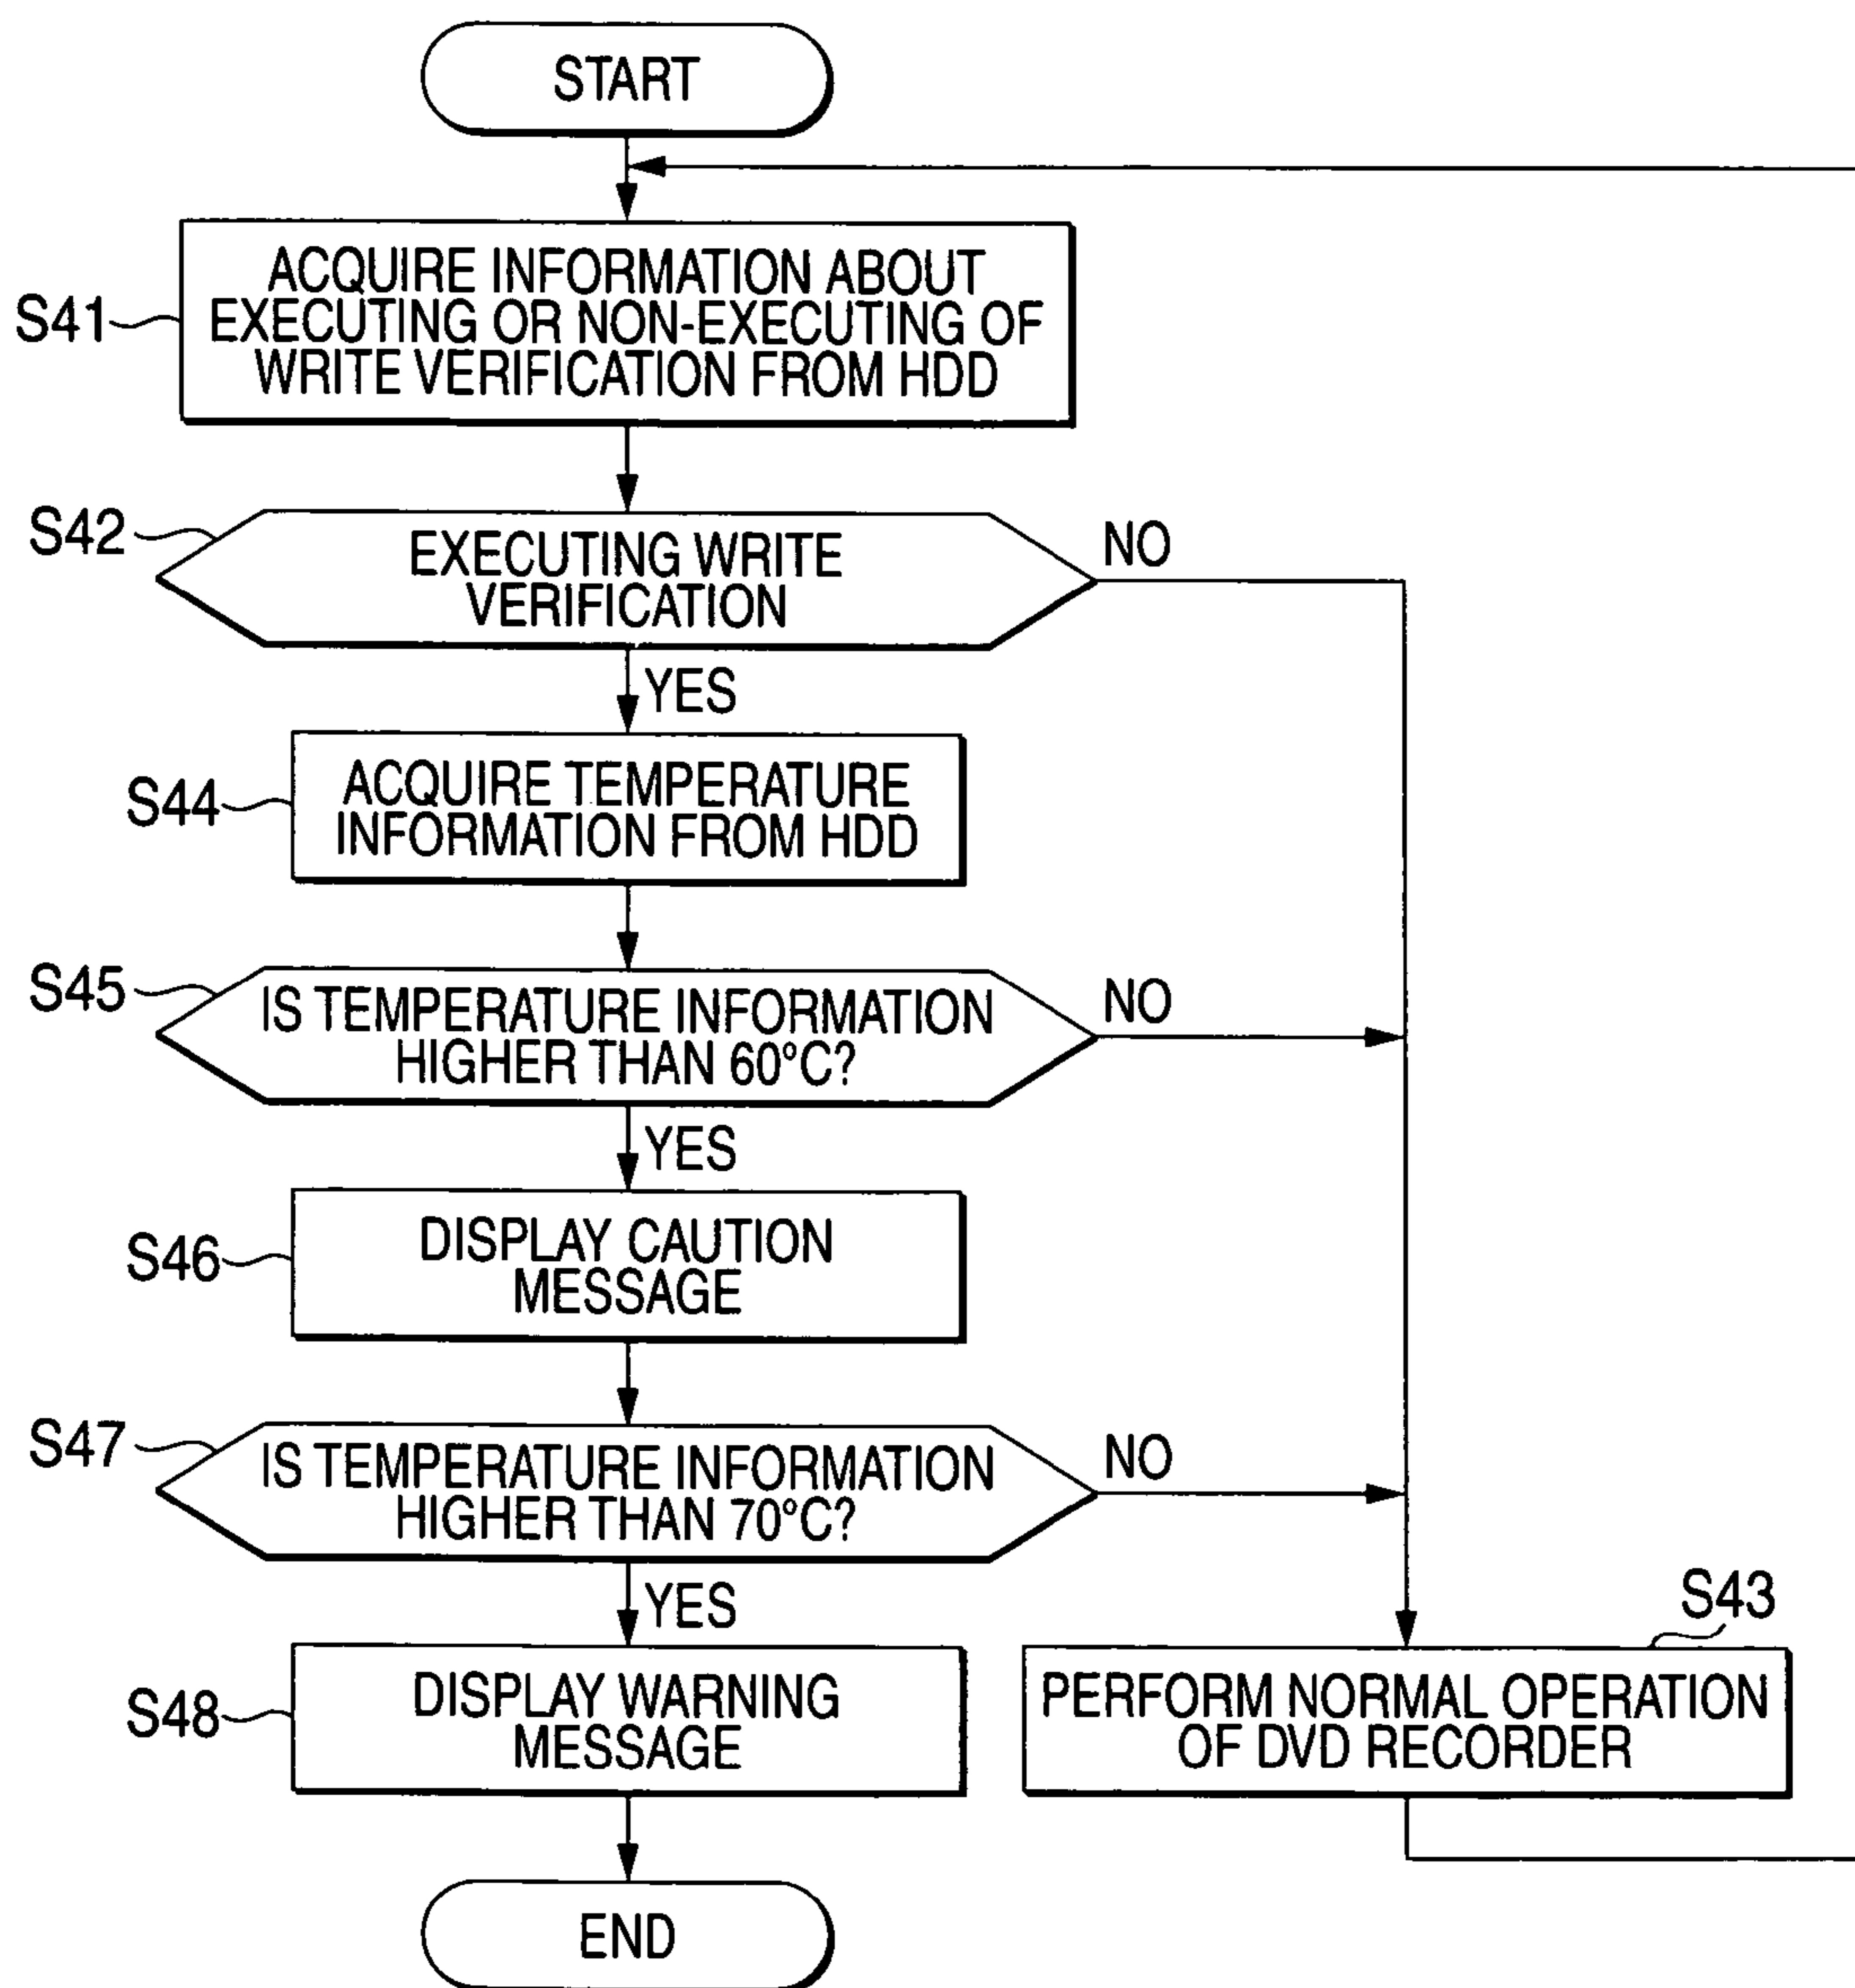 START
S41
ACQUIRE INFORMATION ABOUT
EXECUTING OR NON-EXECUTING OF
WRITE VERIFICATION FROM HDD
S42
EXECUTING WRITE
VERIFICATION
NO
YES
S44
ACQUIRE TEMPERATURE
INFORMATION FROM HDD
S45
IS TEMPERATURE INFORMATION
HIGHER THAN 60°C?
NO
YES
S46
DISPLAY CAUTION
MESSAGE
S47
IS TEMPERATURE INFORMATION
HIGHER THAN 70°C?
NO
YES
S48
DISPLAY WARNING
MESSAGE
S43
PERFORM NORMAL OPERATION
OF DVD RECORDER
END